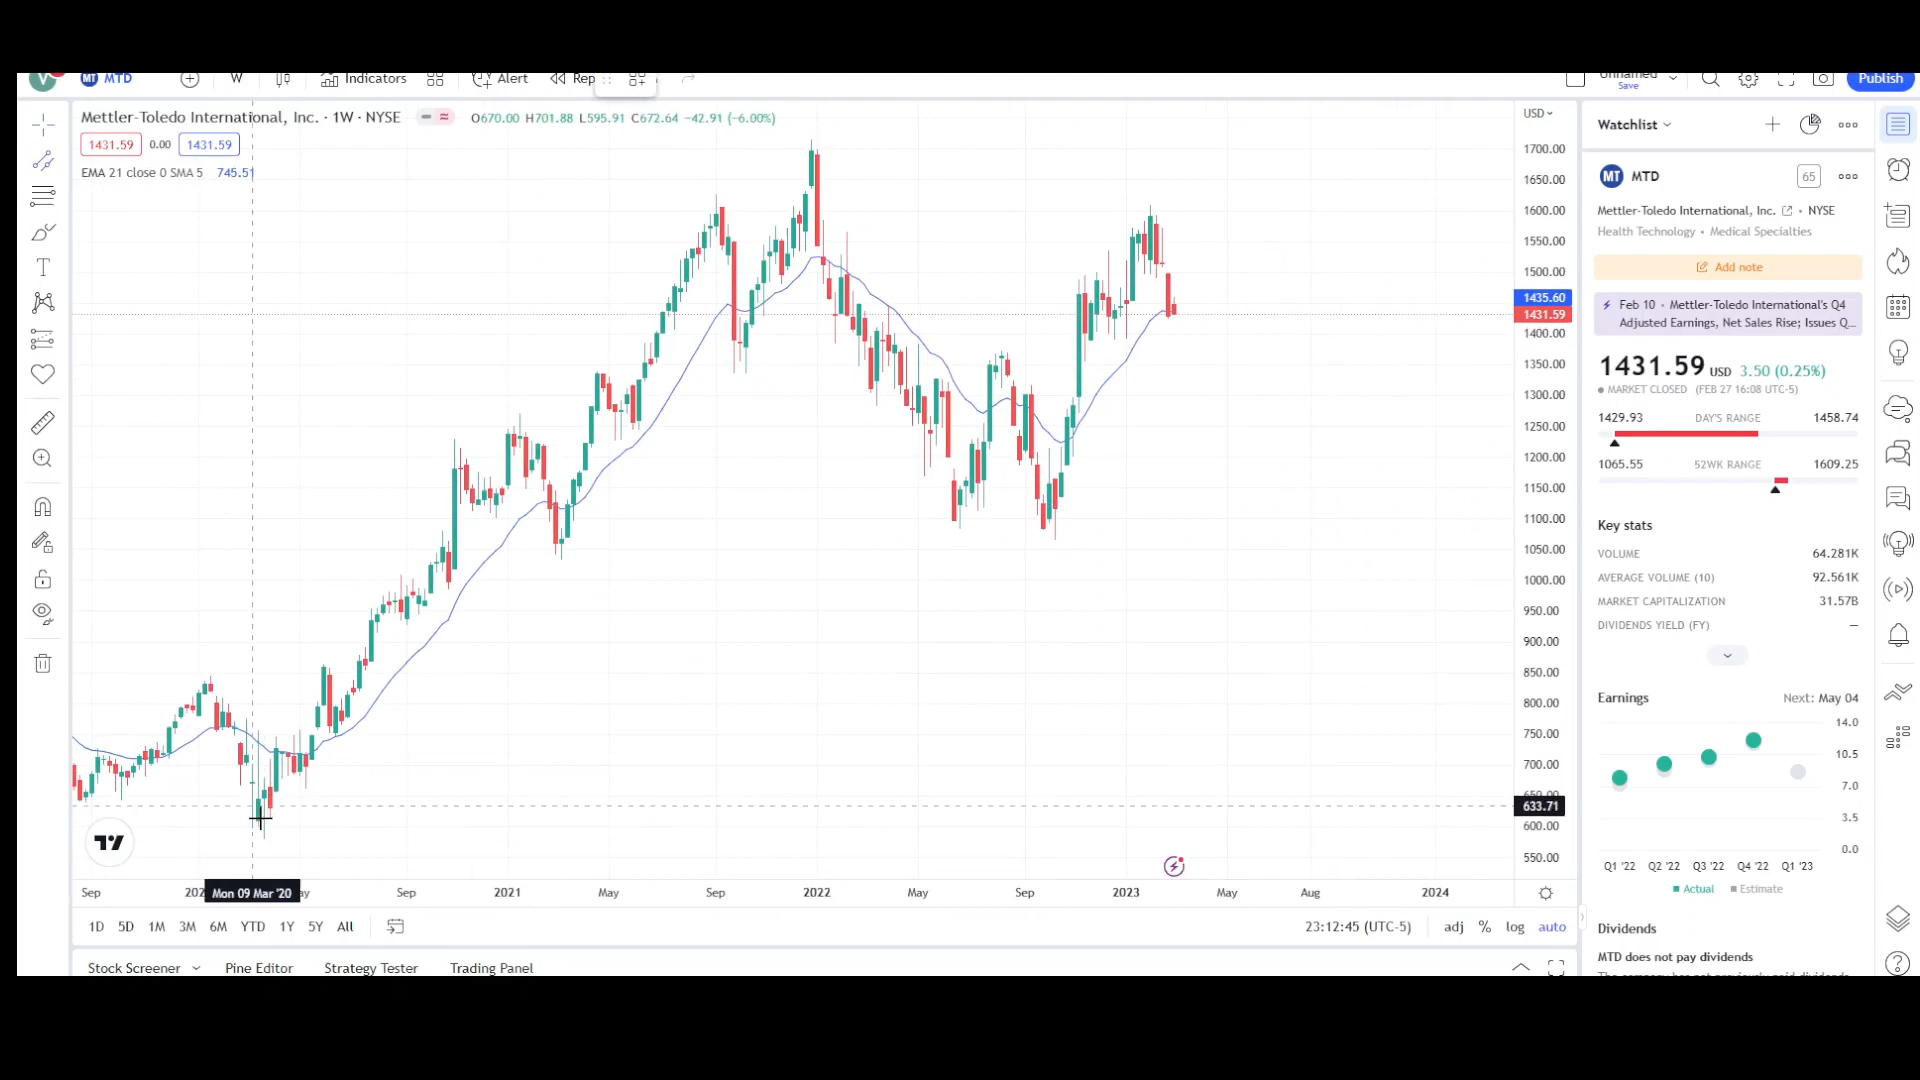 V MT MTD W Indicators Alert Rep Unnamed Save Publish
Mettler-Toledo International, Inc. · 1W · NYSE O670.00 H701.88 L595.91 C672.64 −42.91 (−6.00%)
1431.59 0.00 1431.59
EMA 21 close 0 SMA 5 745.51
USD
1700.00
1650.00
1600.00
1550.00
1500.00
1435.60
1431.59
1400.00
1350.00
1300.00
1250.00
1200.00
1150.00
1100.00
1050.00
1000.00
950.00
900.00
850.00
800.00
750.00
700.00
650.00
633.71
600.00
550.00
Sep 202 Mon 09 Mar '20 ay Sep 2021 May Sep 2022 May Sep 2023 May Aug 2024
1D 5D 1M 3M 6M YTD 1Y 5Y All 23:12:45 (UTC-5) adj % log auto
Stock Screener Pine Editor Strategy Tester Trading Panel
Watchlist
MT MTD 65
Mettler-Toledo International, Inc. • NYSE
Health Technology • Medical Specialties
Add note
Feb 10 • Mettler-Toledo International's Q4
Adjusted Earnings, Net Sales Rise; Issues Q...
1431.59 USD 3.50 (0.25%)
MARKET CLOSED (FEB 27 16:08 UTC-5)
1429.93 DAY'S RANGE 1458.74
1065.55 52WK RANGE 1609.25
Key stats
VOLUME 64.281K
AVERAGE VOLUME (10) 92.561K
MARKET CAPITALIZATION 31.57B
DIVIDENDS YIELD (FY) —
Earnings Next: May 04
14.0
10.5
7.0
3.5
0.0
Q1 '22 Q2 '22 Q3 '22 Q4 '22 Q1 '23
Actual Estimate
Dividends
MTD does not pay dividends